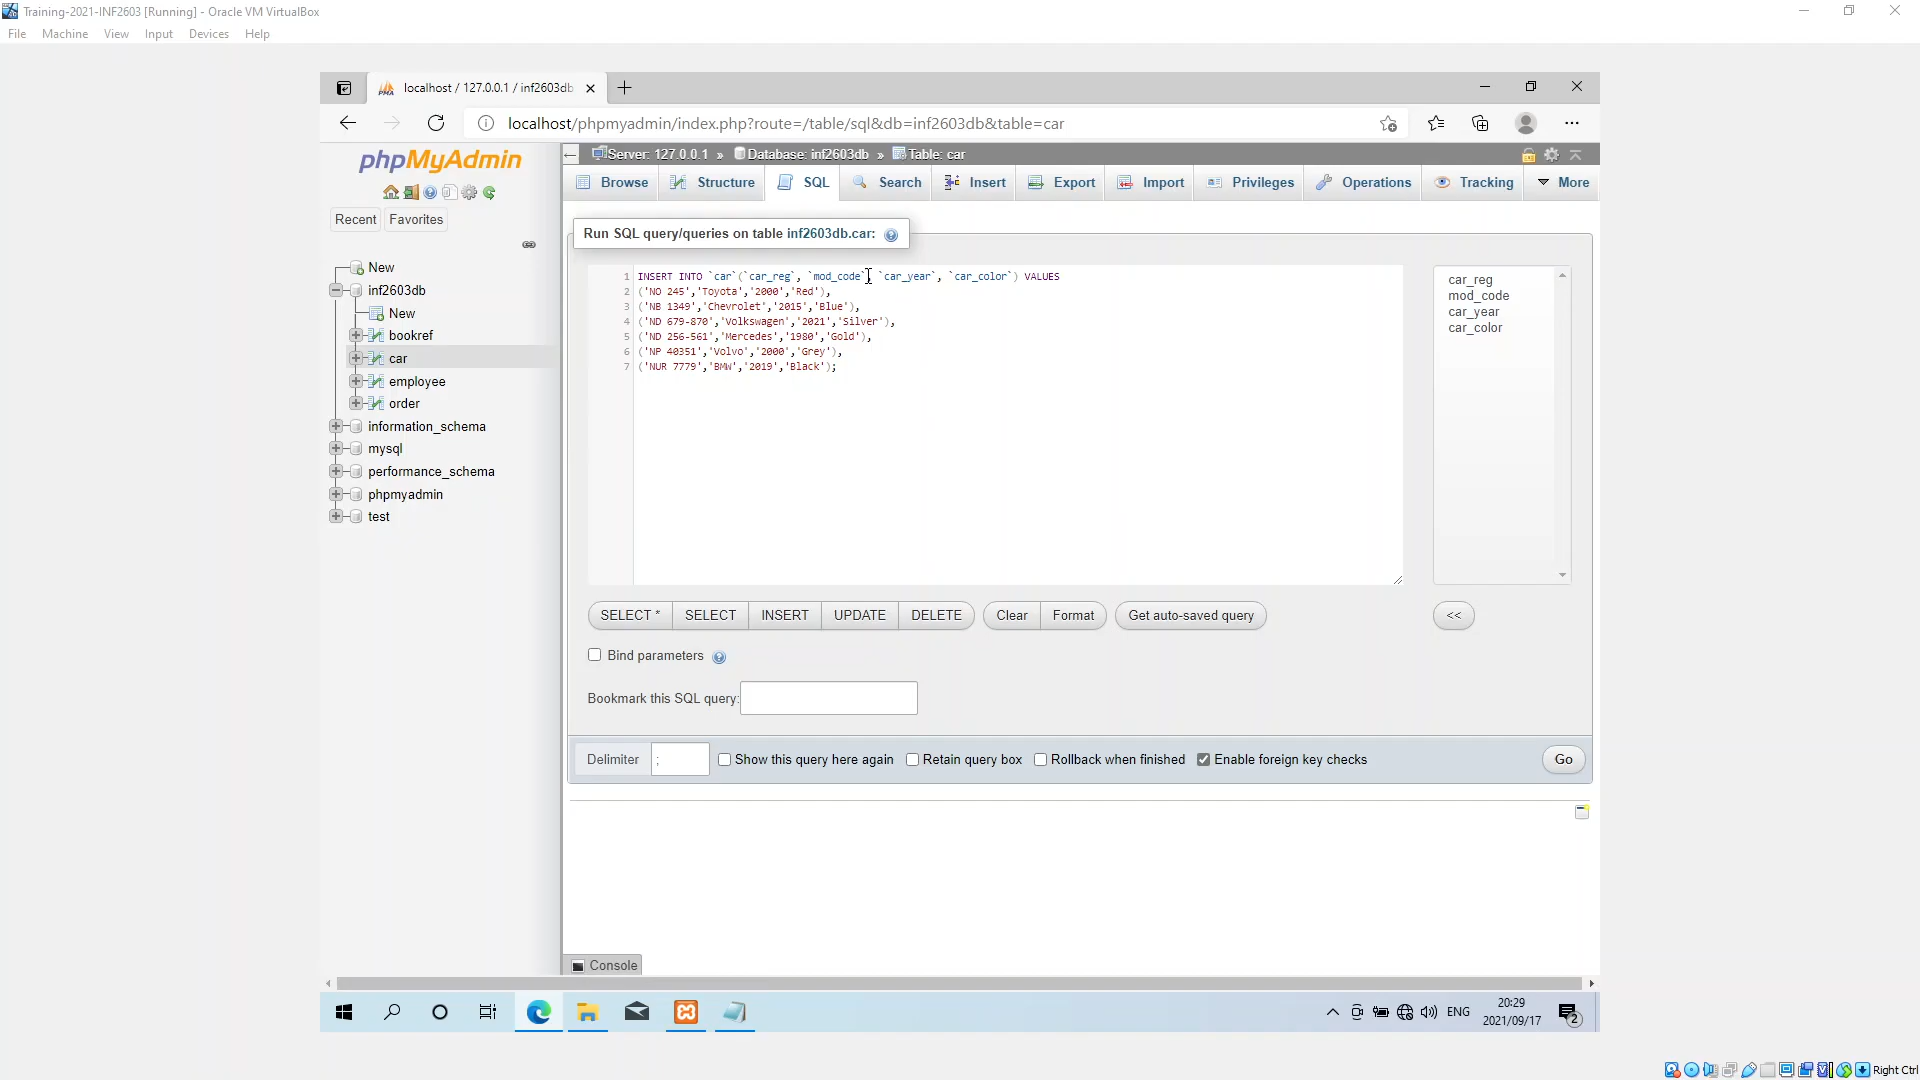 Training-2021-INF2603 [Running] - Oracle VM VirtualBox
File Machine View Input Devices Help
localhost / 127.0.0.1 / inf2603db
localhost/phpmyadmin/index.php?route=/table/sql&db=inf2603db&table=car
phpMyAdmin
Server: 127.0.0.1 » Database: inf2603db » Table: car
Browse Structure SQL Search Insert Export Import Privileges Operations Tracking More
Recent Favorites
New
inf2603db
New
bookref
car
employee
order
information_schema
mysql
performance_schema
phpmyadmin
test
Run SQL query/queries on table inf2603db.car:
1 INSERT INTO `car`(`car_reg`, `mod_code`, `car_year`, `car_color`) VALUES
2 ('NO 245','Toyota','2000','Red'),
3 ('NB 1349','Chevrolet','2015','Blue'),
4 ('ND 679-870','Volkswagen','2021','Silver'),
5 ('ND 256-561','Mercedes','1980','Gold'),
6 ('NP 40351','Volvo','2000','Grey'),
7 ('NUR 7779','BMW','2019','Black');
car_reg
mod_code
car_year
car_color
SELECT * SELECT INSERT UPDATE DELETE Clear Format Get auto-saved query <<
Bind parameters
Bookmark this SQL query:
Delimiter ; Show this query here again Retain query box Rollback when finished Enable foreign key checks Go
Console
ENG
20:29
2021/09/17
2
Right Ctrl